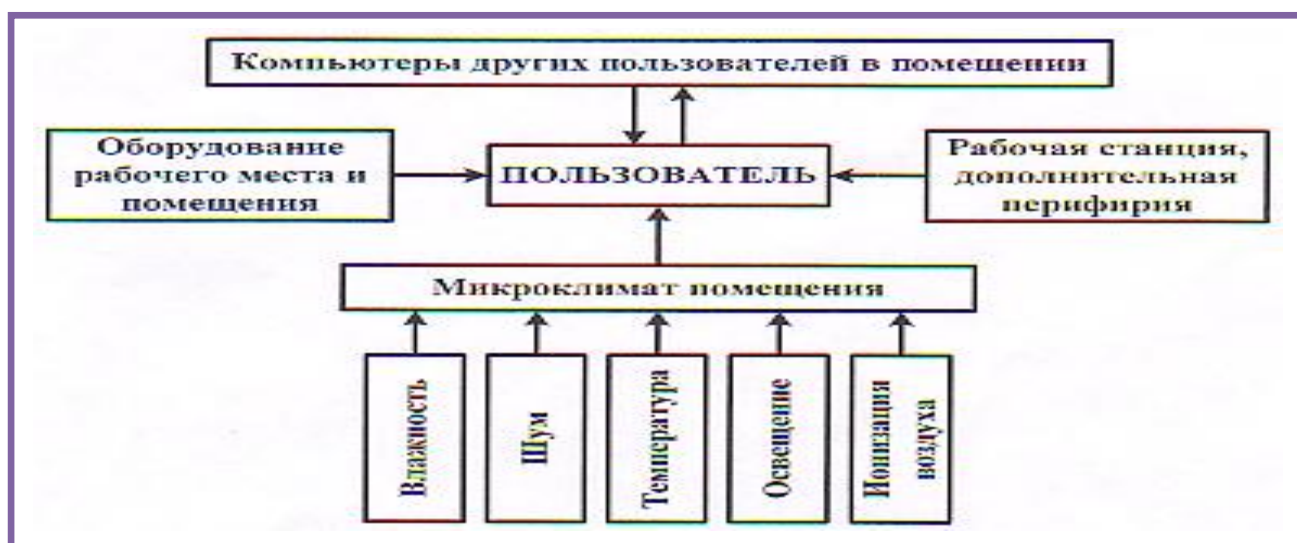 Компьютеры других пользователей в помещении
Оборудование
рабочего места и
помещения
ПОЛЬЗОВАТЕЛЬ
Рабочая станция,
дополнительная
перифирия
Микроклимат помещения
Влажность
Шум
Температура
Освещение
Ионизация
воздуха